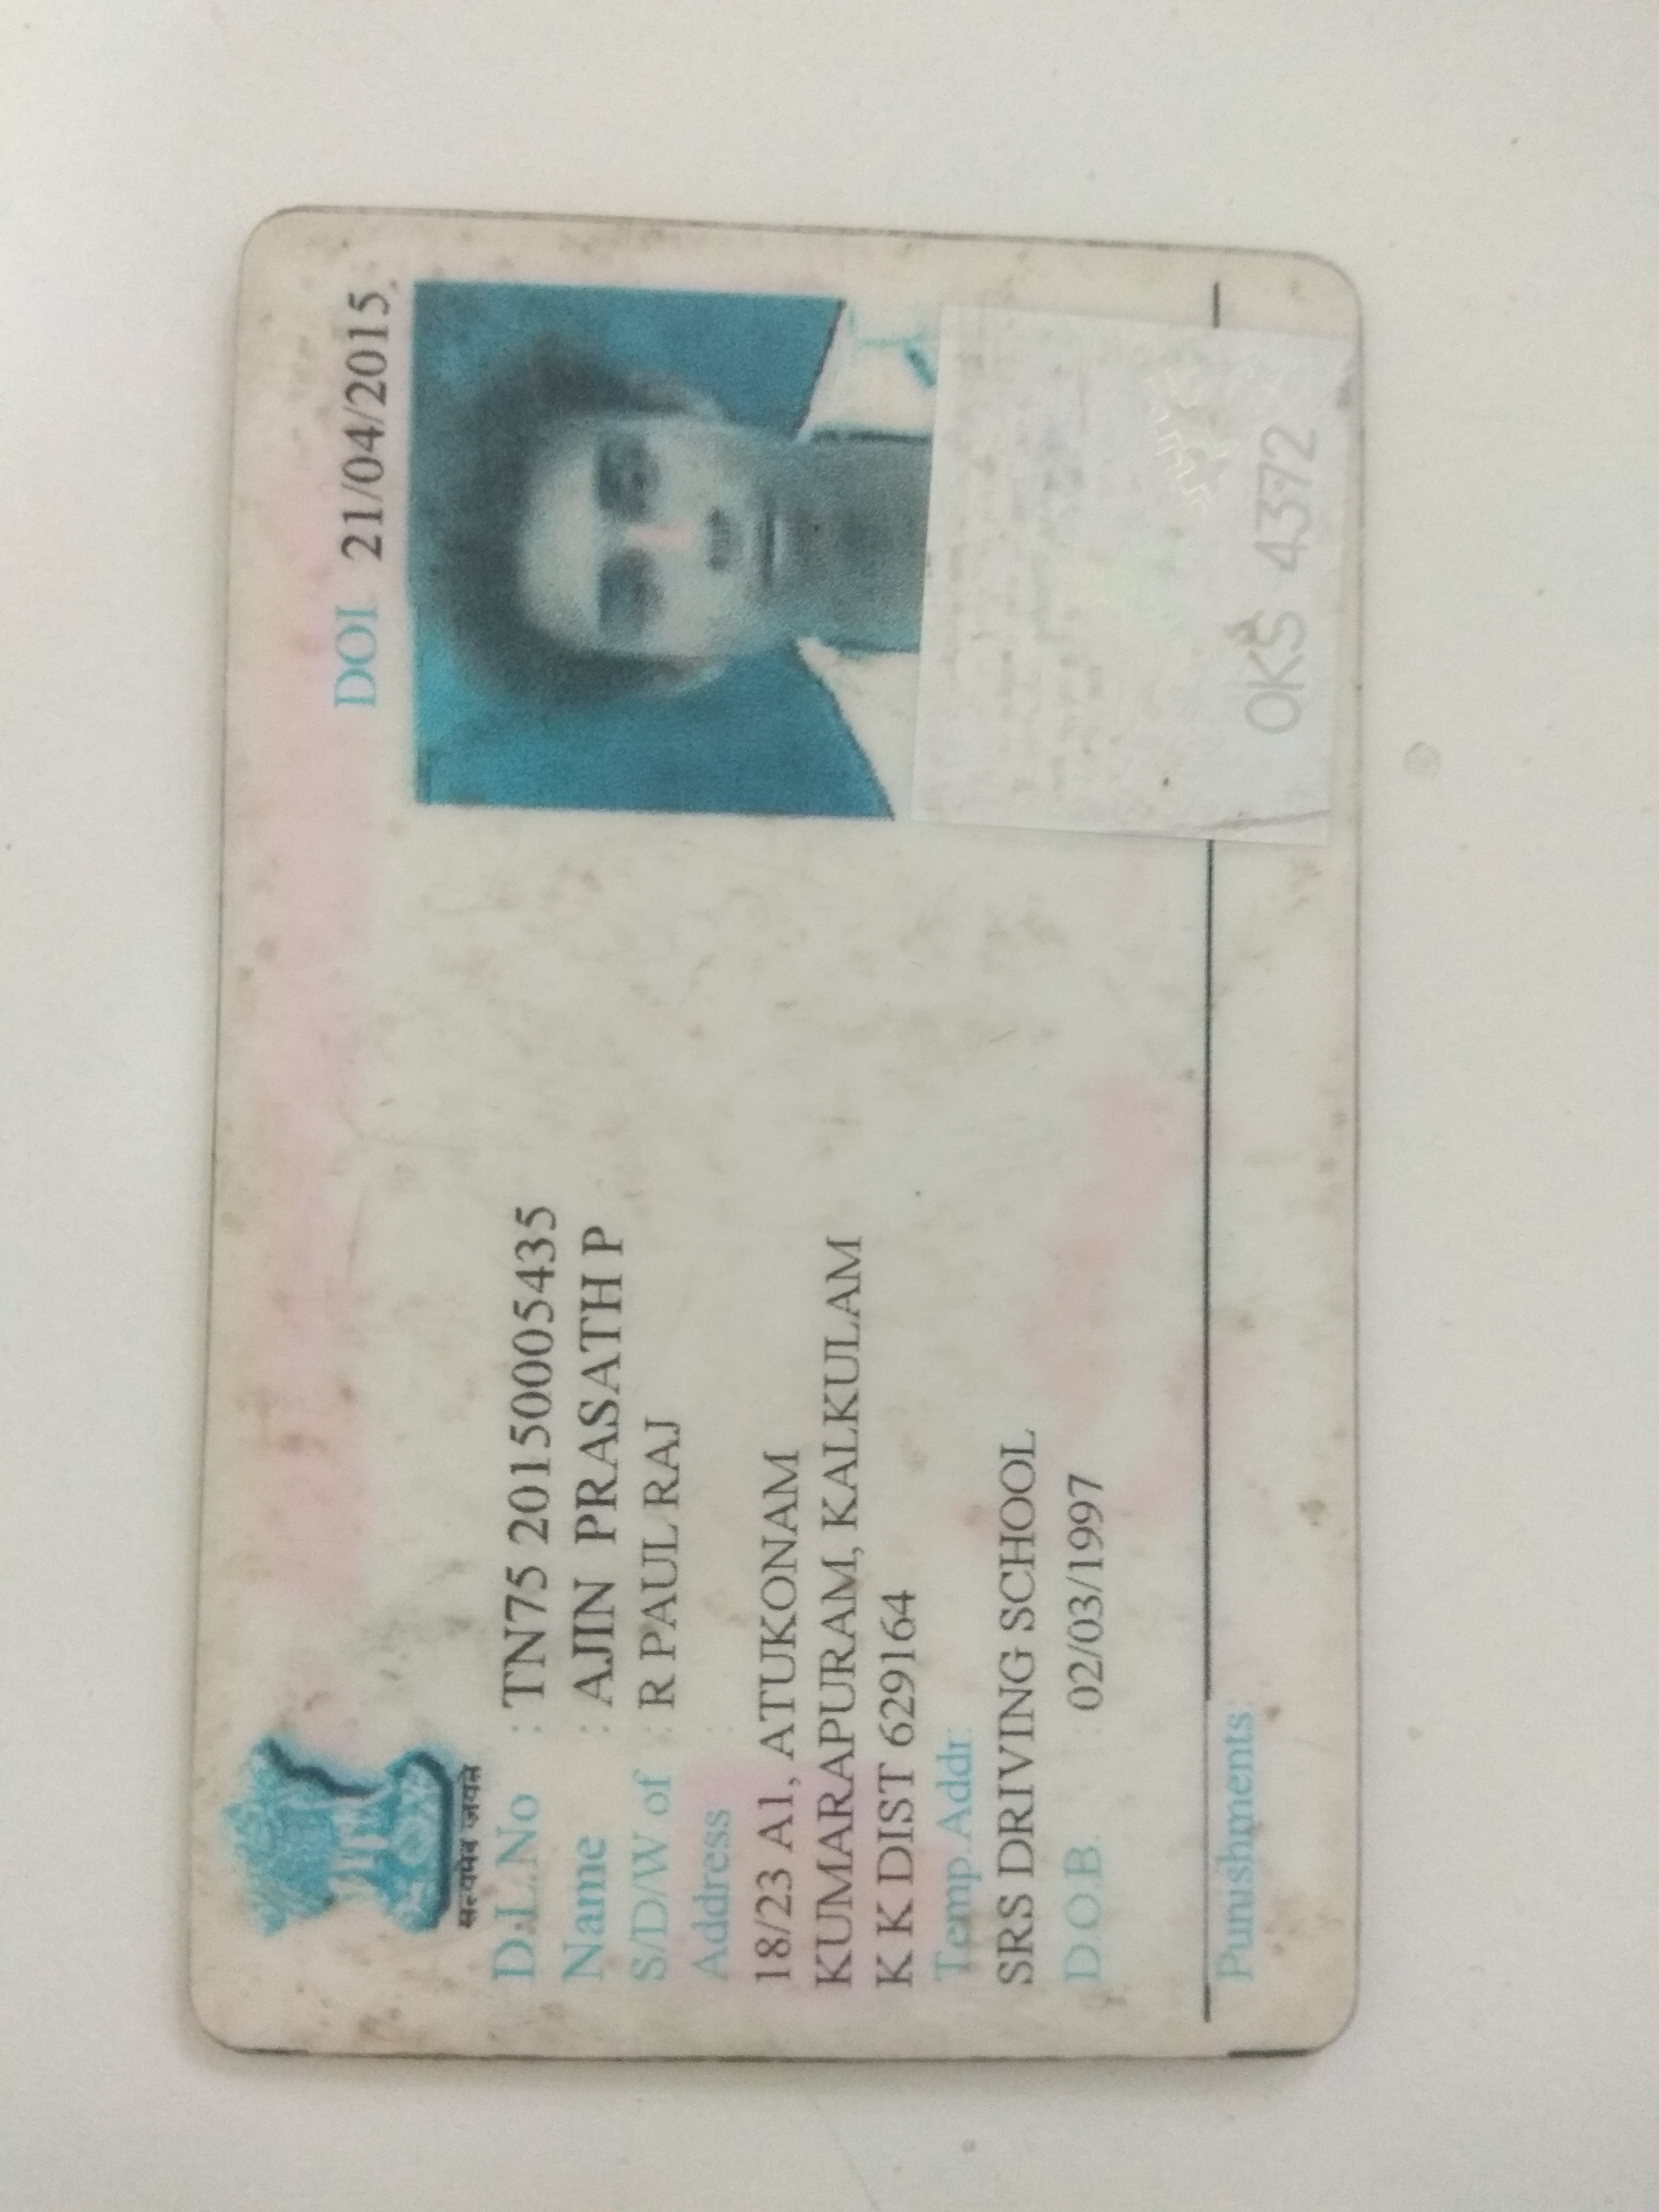 DOI 21/04/2015
सत्यमेव जयते
D.L.No : TN75 20150005435
Name : AJIN PRASATH P
S/D/W of : R PAUL RAJ
Address :
18/23 A1, ATUKONAM
KUMARAPURAM, KALKULAM
K K DIST 629164
Temp.Addr.
SRS DRIVING SCHOOL
D.O.B. : 02/03/1997
Punushments:
OKS 4372